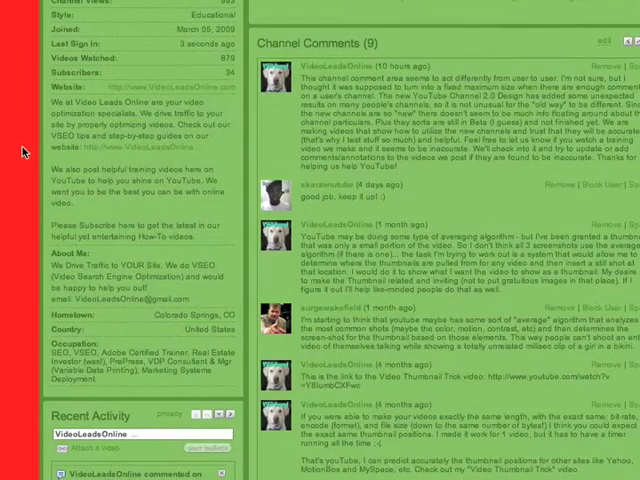 Channel Views: 993
Style: Educational
Joined: March 05, 2009
Last Sign In: 3 seconds ago
Videos Watched: 879
Subscribers: 34
Website: http://www.VideoLeadsOnline.com
We at Video Leads Online are your video
optimization specialists. We drive traffic to your
site by properly optimizing videos. Check out our
VSEO tips and step-by-step guides on our
website: http://www.VideoLeadsOnline...
We also post helpful training videos here on
YouTube to help you shine on YouTube. We
want you to be the best you can be with online
video.
Please Subscribe here to get the latest in our
helpful yet entertaining How-To videos.
About Me:
We Drive Traffic to YOUR Site. We do VSEO
(Video Search Engine Optimization) and would
be happy to help you out!
email: VideoLeadsOnline@gmail.com
Hometown: Colorado Springs, CO
Country: United States
Occupation:
SEO, VSEO, Adobe Certified Trainer, Real Estate
Investor (was!), PrePress, VDP Consultant & Mgr
(Variable Data Printing), Marketing Systems
Deployment
Recent Activity privacy
VideoLeadsOnline ...
Attach a video post bulletin
VideoLeadsOnline commented on
Channel Comments (9) edit
VideoLeadsOnline (10 hours ago) Remove | Block User | Sp
This channel comment area seems to act differently from user to user. I'm not sure, but I
thought it was supposed to turn into a fixed maximum size when there are enough comment
on a user's channel. The new YouTube Channel 2.0 Design has added some unexpected
results on many people's channels, so it is not unusual for the "old way" to be different. Sin
the new channels are so "new" there doesn't seem to be much info floating around about th
channel particulars. Plus they sorts are still in Beta (I guess) and not finished yet. We are
making videos that show how to utilize the new channels and trust that they will be accurate
(that's why I test stuff so much) and helpful. Feel free to let us know if you watch a training
video we make and it seems to be inaccurate. We'll check into it and try to update or add
comments/annotations to the videos we post if they are found to be inaccurate. Thanks for
helping us help YouTube!
(4 days ago) Remove | Block User | Sp
good job, keep it up! :)
VideoLeadsOnline (1 month ago) Remove | Sp
YouTube may be doing some type of averaging algorithm - but I've been granted a thumbn
that was only a small portion of the video. So I don't think all 3 screenshots use the averagin
algorithm (if there is one)... the task I'm trying to work out is a system that would allow me to
determine where the thumbnails are pulled from for any video and then insert a still shot at
that location. I would do it to show what I want the video to show as a thumbnail. My desire
to make the Thumbnail related and inviting (not to put gratuitous images in that place). If I
figure it out I'll help like-minded people do that as well.
(1 month ago) Remove | Block User | Sp
I'm starting to think that youtube maybe has some sort of "average" algorithm that analyzes
the most common shots (maybe the color, motion, contrast, etc) and then determines the
screen-shot for the thumbnail based on those elements. This way people can't shoot an enti
video of themselves talking while showing a totally unrelated milisec clip of a girl in a bikini.
VideoLeadsOnline (4 months ago) Remove | Sp
This is the link to the Video Thumbnail Trick video: http://www.youtube.com/watch?v
VideoLeadsOnline (4 months ago) Remove | Sp
If you were able to make your videos exactly the same length, with the exact same: bit-rate,
encode (format), and file size (down to the same number of bytes!) I think you could expect
the exact same thumbnail positions. I made it work for 1 video, but it has to have a timer
running all the time ;-(.
That's YouTube, I can predict accurately the thumbnail positions for other sites like Yahoo,
MotionBox and MySpace, etc. Check out my "Video Thumbnail Trick" video